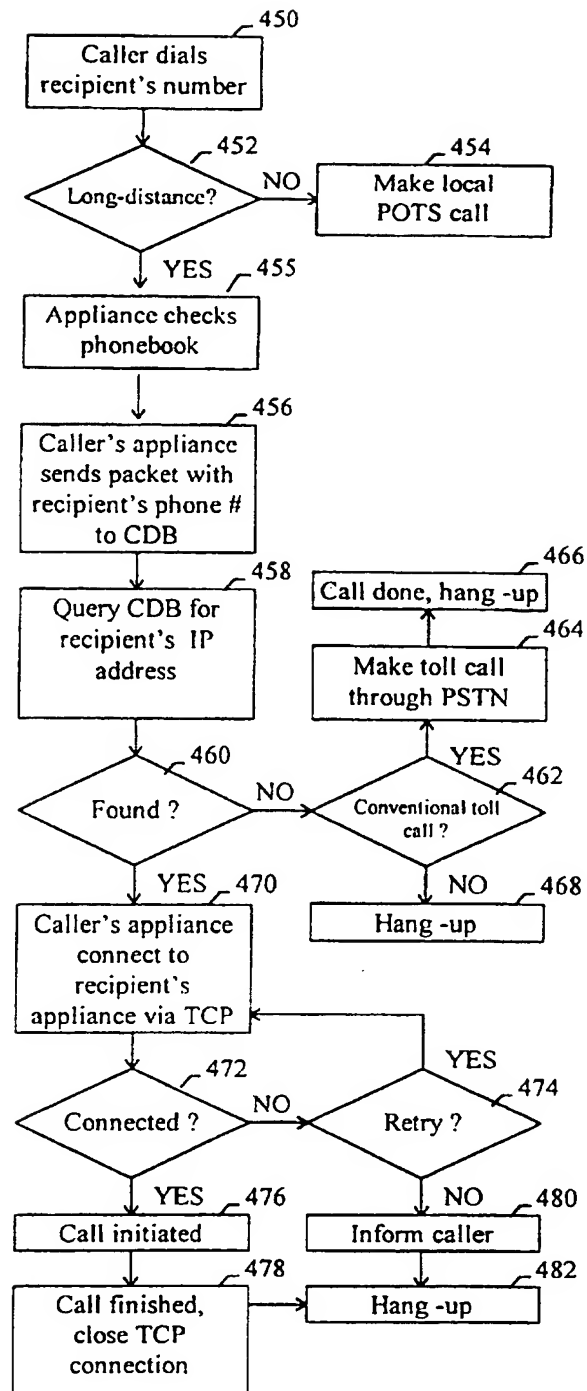 450
Caller dials
recipient's number
452
454
Long-distance?
NO
Make local
POTS call
YES
455
Appliance checks
phonebook
456
Caller's appliance
sends packet with
recipient's phone #
to CDB
458
Query CDB for
recipient's IP
address
466
Call done, hang -up
464
Make toll call
through PSTN
460
Found ?
NO
YES
462
Conventional toll
call ?
YES
470
NO
468
Caller's appliance
connect to
recipient's
appliance via TCP
Hang -up
472
Connected ?
NO
YES
474
Retry ?
YES
476
Call initiated
NO
480
Inform caller
478
Call finished,
close TCP
connection
482
Hang -up